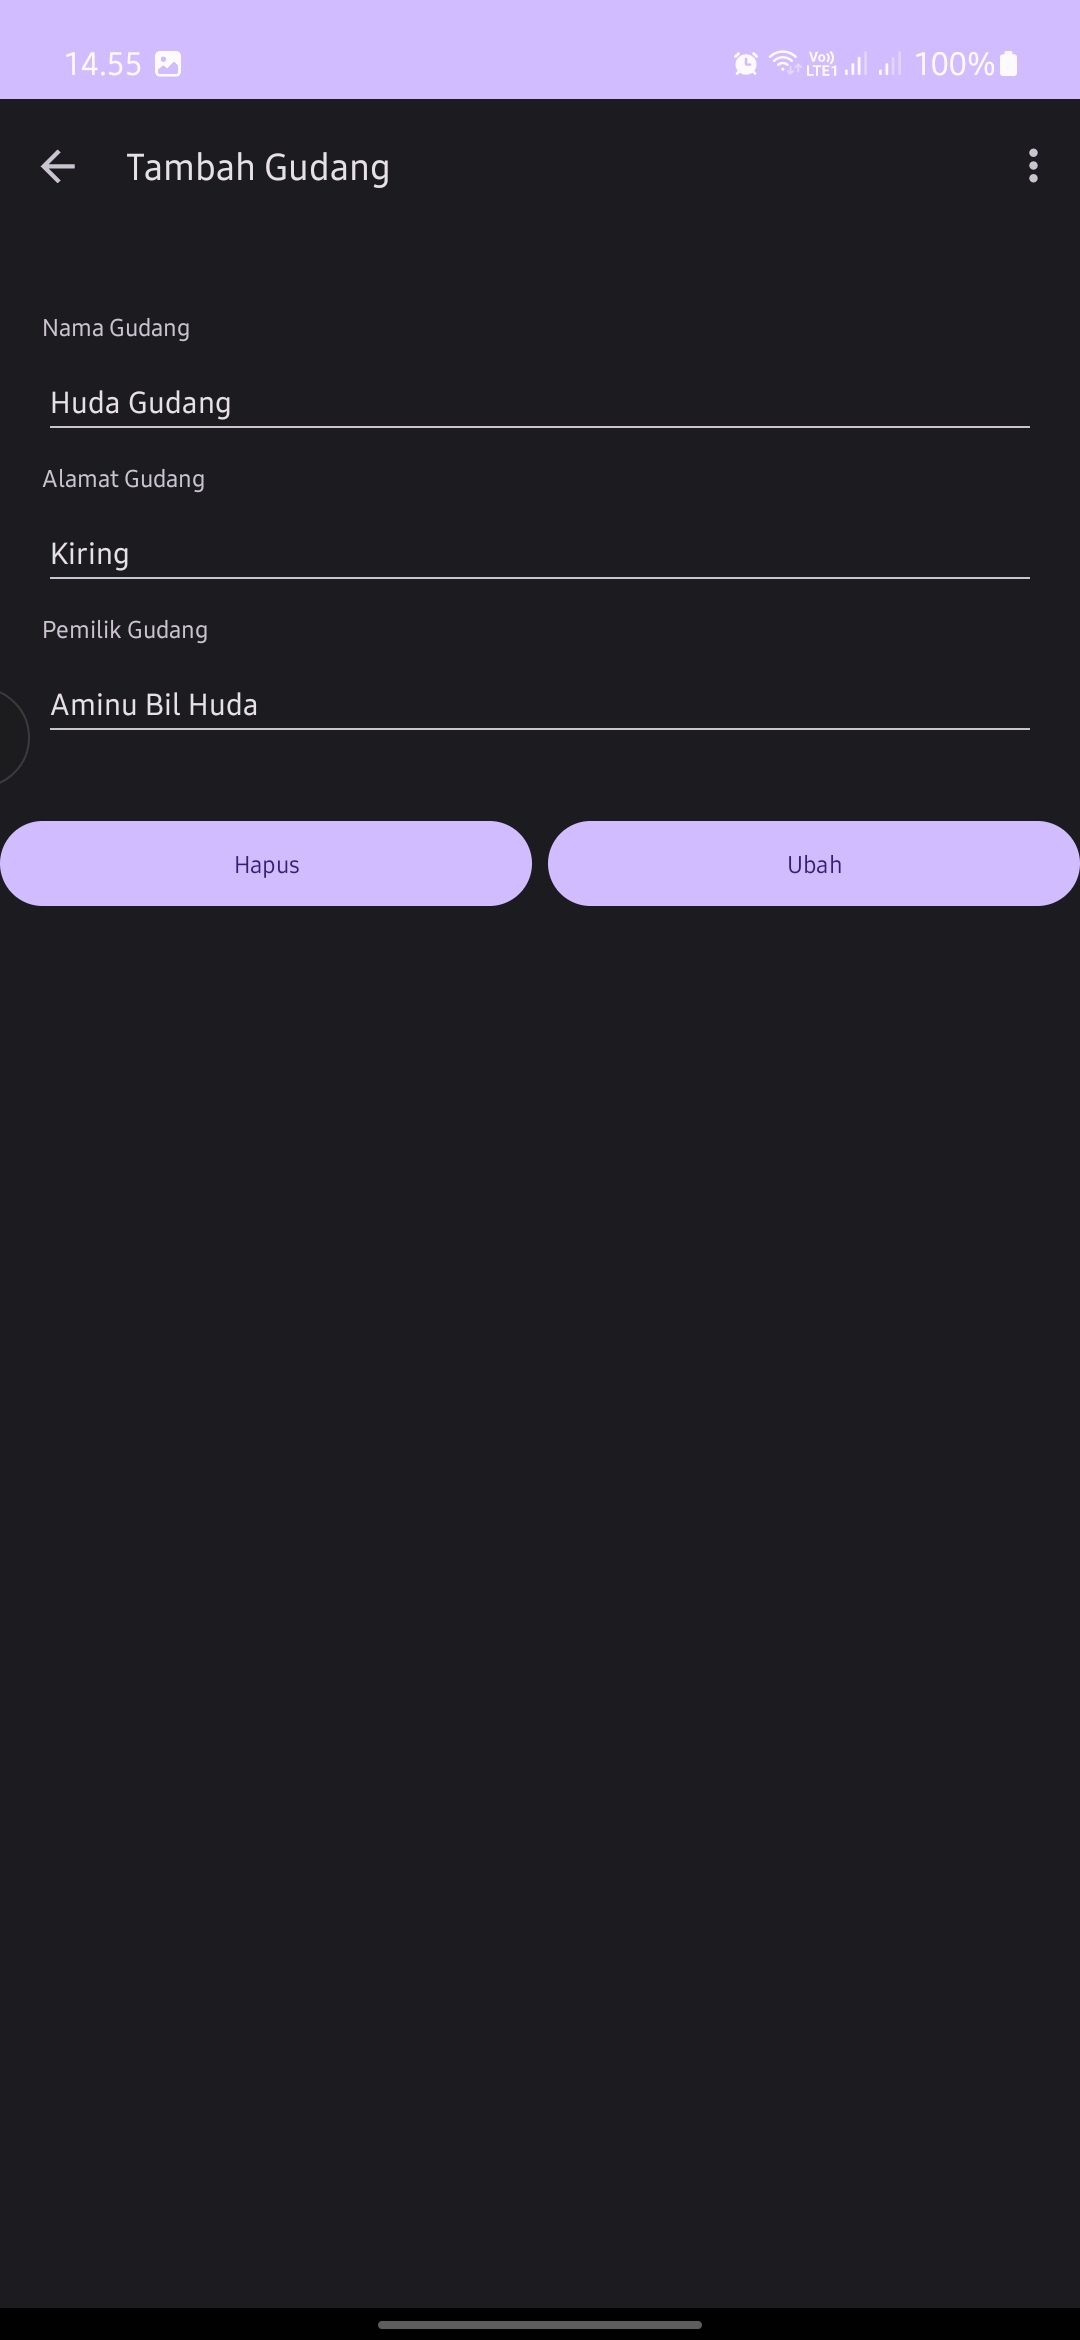 14.55
Vo)) LTE1 100%
Tambah Gudang
Nama Gudang
Huda Gudang
Alamat Gudang
Kiring
Pemilik Gudang
Aminu Bil Huda
Hapus Ubah